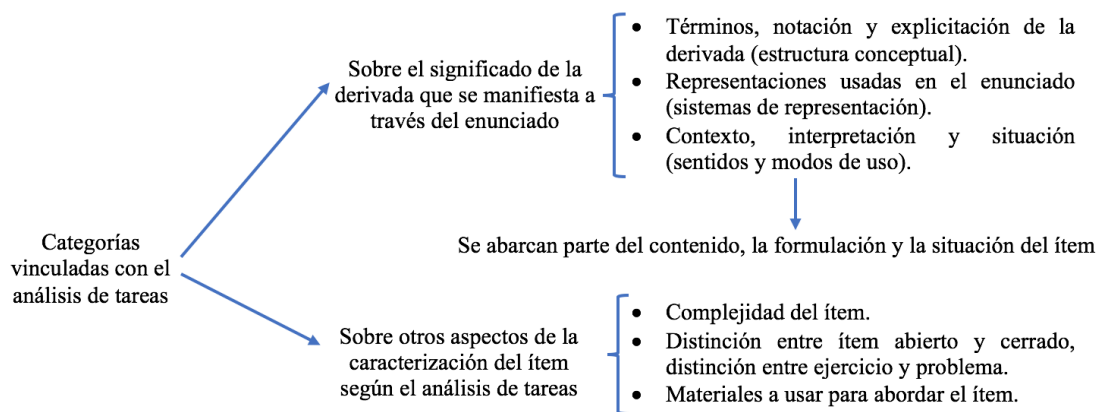 Categorías
vinculadas con el
análisis de tareas
Sobre el significado de la
derivada que se manifiesta a
través del enunciado
• Términos, notación y explicitación de la
derivada (estructura conceptual).
• Representaciones usadas en el enunciado
(sistemas de representación).
• Contexto, interpretación y situación
(sentidos y modos de uso).
Se abarcan parte del contenido, la formulación y la situación del ítem
Sobre otros aspectos de la
caracterización del ítem
según el análisis de tareas
• Complejidad del ítem.
• Distinción entre ítem abierto y cerrado,
distinción entre ejercicio y problema.
• Materiales a usar para abordar el ítem.